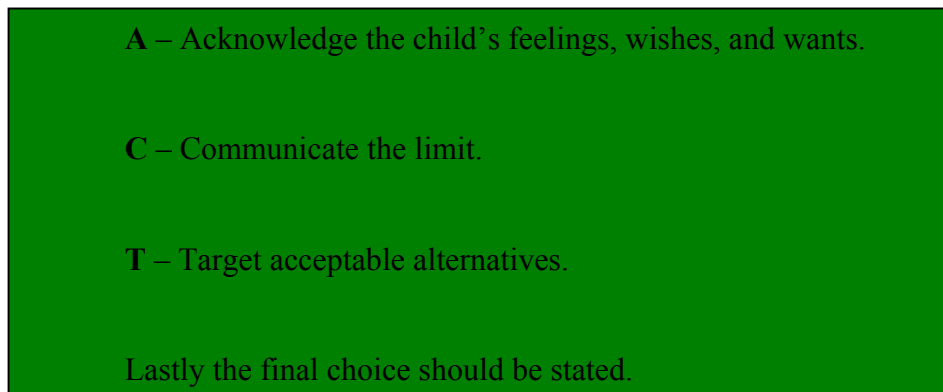 A – Acknowledge the child’s feelings, wishes, and wants.
C – Communicate the limit.
T – Target acceptable alternatives.
Lastly the final choice should be stated.